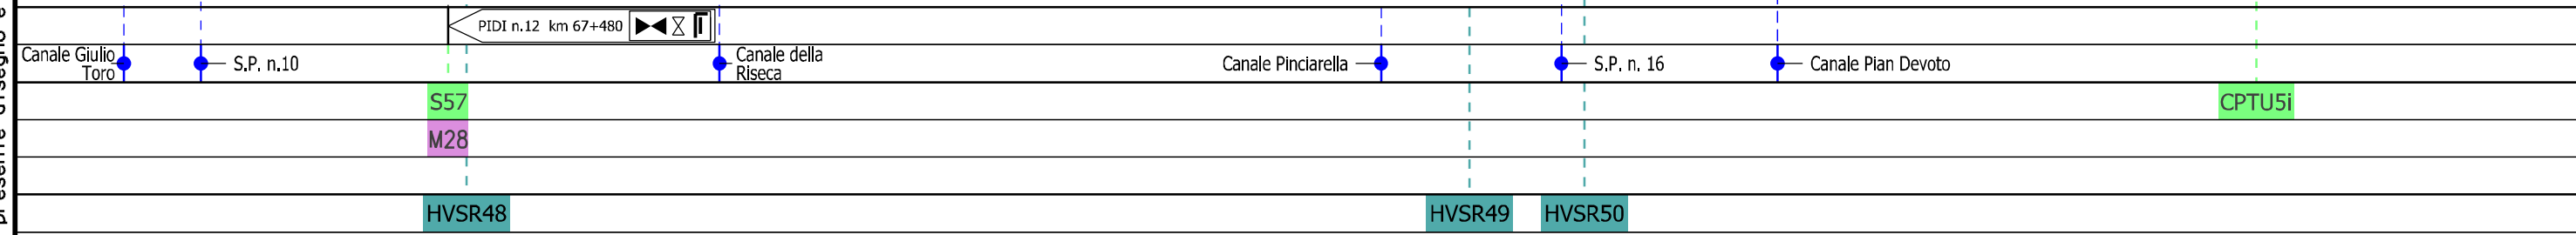 PIDI n.12 km 67+480
Canale Giulio
Toro
S.P. n.10
Canale della
Riseca
Canale Pinciarella
S.P. n. 16
Canale Pian Devoto
S57
CPTU5i
M28
HVSR48
HVSR49
HVSR50